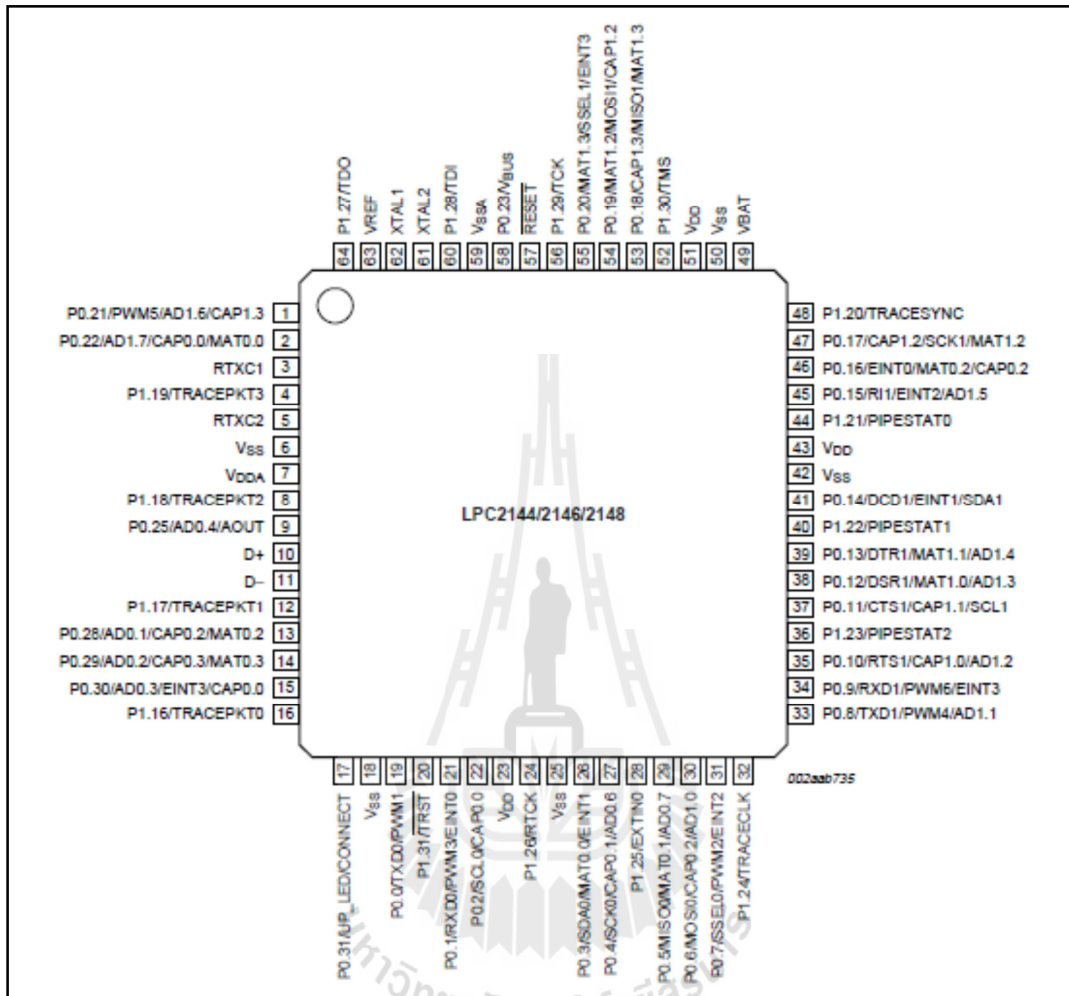 P1.27/TDO
VREF
XTAL1
XTAL2
P1.28/TDI
VSSA
P0.23/VBUS
RESET
P1.29/TCK
P0.20/MAT1.3/SSEL1/EINT3
P0.19/MAT1.2/MOSI1/CAP1.2
P0.18/CAP1.3/MISO1/MAT1.3
P1.30/TMS
VDD
VSS
VBAT
64 63 62 61 60 59 58 57 56 55 54 53 52 51 50 49
P0.21/PWM5/AD1.6/CAP1.3 1
P0.22/AD1.7/CAP0.0/MAT0.0 2
RTXC1 3
P1.19/TRACEPKT3 4
RTXC2 5
VSS 6
VDDA 7
P1.18/TRACEPKT2 8
P0.25/AD0.4/AOUT 9
D+ 10
D− 11
P1.17/TRACEPKT1 12
P0.28/AD0.1/CAP0.2/MAT0.2 13
P0.29/AD0.2/CAP0.3/MAT0.3 14
P0.30/AD0.3/EINT3/CAP0.0 15
P1.16/TRACEPKT0 16
LPC2144/2146/2148
48 P1.20/TRACESYNC
47 P0.17/CAP1.2/SCK1/MAT1.2
46 P0.16/EINT0/MAT0.2/CAP0.2
45 P0.15/RI1/EINT2/AD1.5
44 P1.21/PIPESTAT0
43 VDD
42 VSS
41 P0.14/DCD1/EINT1/SDA1
40 P1.22/PIPESTAT1
39 P0.13/DTR1/MAT1.1/AD1.4
38 P0.12/DSR1/MAT1.0/AD1.3
37 P0.11/CTS1/CAP1.1/SCL1
36 P1.23/PIPESTAT2
35 P0.10/RTS1/CAP1.0/AD1.2
34 P0.9/RXD1/PWM6/EINT3
33 P0.8/TXD1/PWM4/AD1.1
17 18 19 20 21 22 23 24 25 26 27 28 29 30 31 32
P0.31/UP_LED/CONNECT
VSS
P0.0/TXD0/PWM1
P1.31/TRST
P0.1/RXD0/PWM3/EINT0
P0.2/SCL0/CAP0.0
VDD
P1.26/RTCK
VSS
P0.3/SDA0/MAT0.0/EINT1
P0.4/SCK0/CAP0.1/AD0.6
P1.25/EXTIN0
P0.5/MISO0/MAT0.1/AD0.7
P0.6/MOSI0/CAP0.2/AD1.0
P0.7/SSEL0/PWM2/EINT2
P1.24/TRACECLK
002aab735